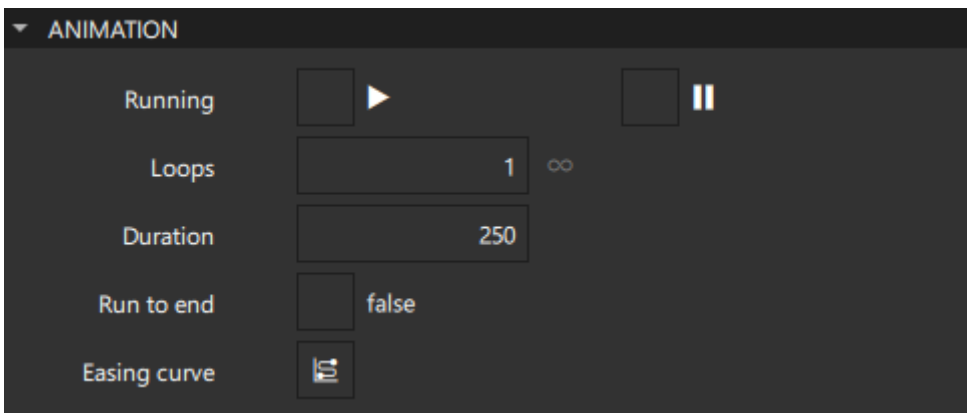 ANIMATION
Running
Loops 1 ∞
Duration 250
Run to end false
Easing curve